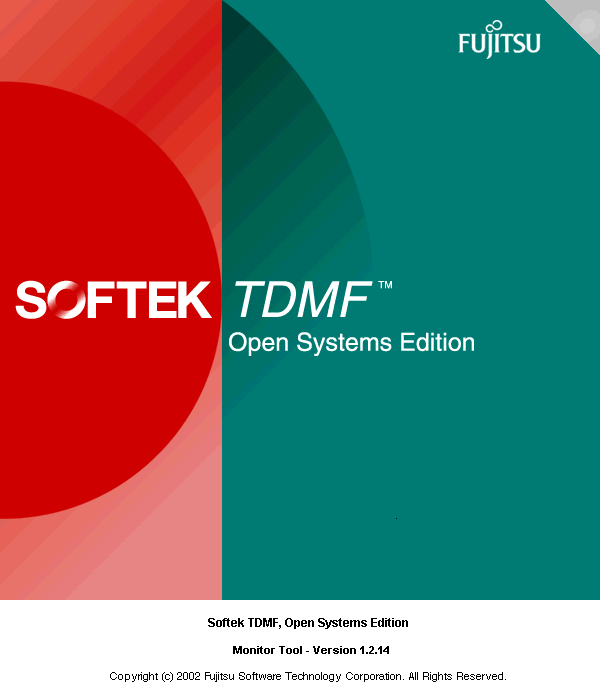 FUJITSU
SOFTEK TDMF™
Open Systems Edition
Softek TDMF, Open Systems Edition
Monitor Tool - Version 1.2.14
Copyright (c) 2002 Fujitsu Software Technology Corporation. All Rights Reserved.